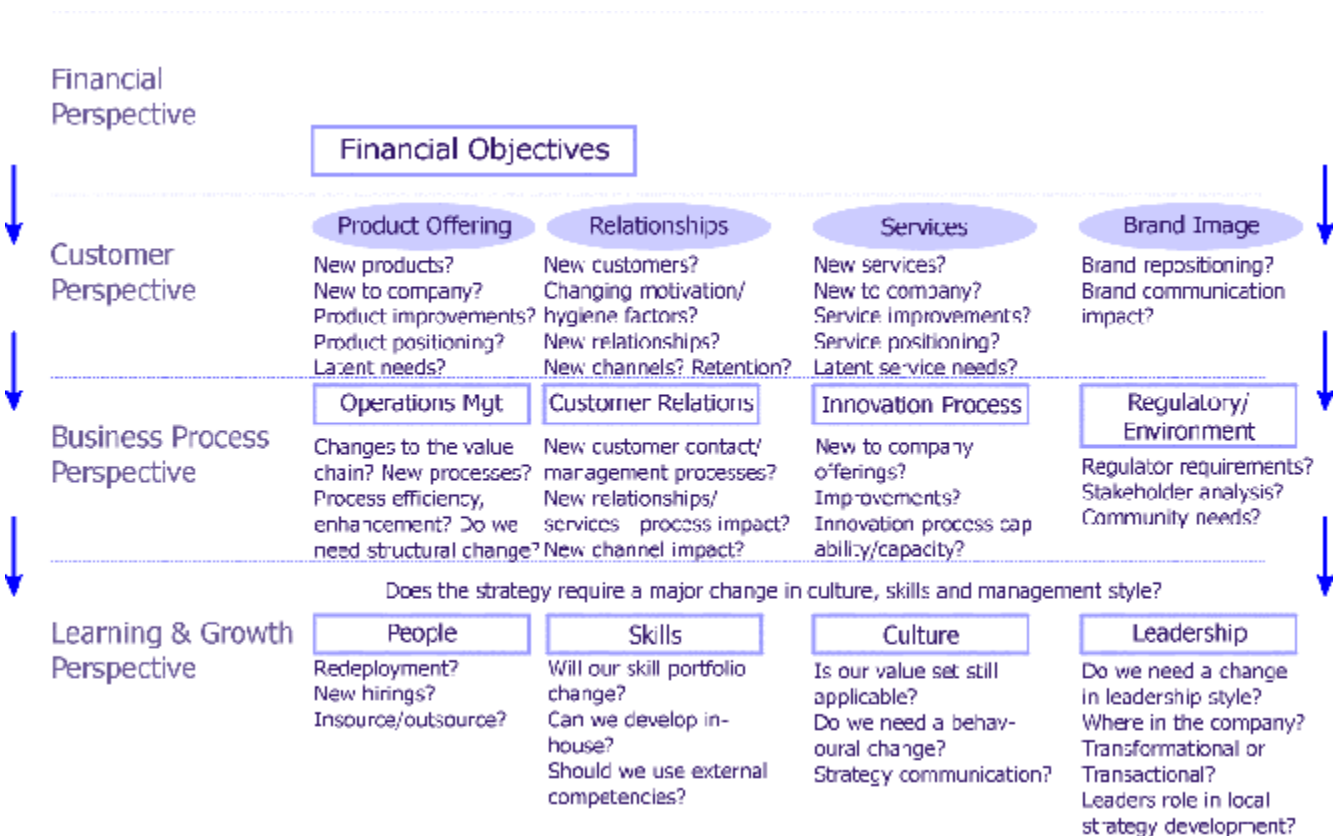 Financial
Perspective
Financial Objectives
Customer
Perspective
Product Offering
New products?
New to company?
Product improvements?
Product positioning?
Latent needs?
Relationships
New customers?
Changing motivation/
hygiene factors?
New relationships?
New channels? Retention?
Services
New services?
New to company?
Service improvements?
Service positioning?
Latent service needs?
Brand Image
Brand repositioning?
Brand communication
impact?
Business Process
Perspective
Operations Mgt
Changes to the value
chain? New processes?
Process efficiency,
enhancement? Do we
need structural change?
Customer Relations
New customer contact/
management processes?
New relationships/
services process impact?
New channel impact?
Innovation Process
New to company
offerings?
Improvements?
Innovation process cap
ability/capacity?
Regulatory/
Environment
Regulator requirements?
Stakeholder analysis?
Community needs?
Does the strategy require a major change in culture, skills and management style?
Learning & Growth
Perspective
People
Redeployment?
New hirings?
Insource/outsource?
Skills
Will our skill portfolio
change?
Can we develop in-
house?
Should we use external
competencies?
Culture
Is our value set still
applicable?
Do we need a behav-
oural change?
Strategy communication?
Leadership
Do we need a change
in leadership style?
Where in the company?
Transformational or
Transactional?
Leaders role in local
strategy development?